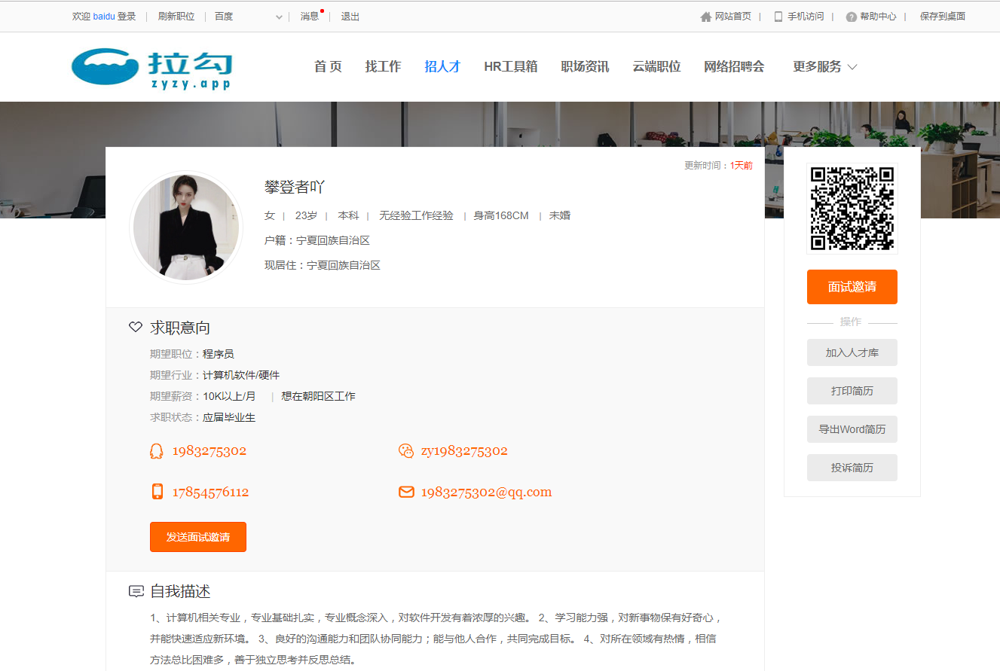 欢迎 baidu 登录 | 刷新职位 | 百度 | 消息 | 退出 网站首页 | 手机访问 | 帮助中心 | 保存到桌面
拉勾
zyzy.app
首 页 找工作 招人才 HR工具箱 职场资讯 云端职位 网络招聘会 更多服务
更新时间：1天前
攀登者吖
女 | 23岁 | 本科 | 无经验工作经验 | 身高168CM | 未婚
户籍：宁夏回族自治区
现居住：宁夏回族自治区
求职意向
期望职位：程序员
期望行业：计算机软件/硬件
期望薪资：10K以上/月 | 想在朝阳区工作
求职状态：应届毕业生
1983275302 zy1983275302
17854576112 1983275302@qq.com
发送面试邀请
自我描述
1、计算机相关专业，专业基础扎实，专业概念深入，对软件开发有着浓厚的兴趣。 2、学习能力强，对新事物保有好奇心，
并能快速适应新环境。 3、良好的沟通能力和团队协同能力；能与他人合作，共同完成目标。 4、对所在领域有热情，相信
方法总比困难多，善于独立思考并反思总结。
面试邀请
操作
加入人才库
打印简历
导出Word简历
投诉简历